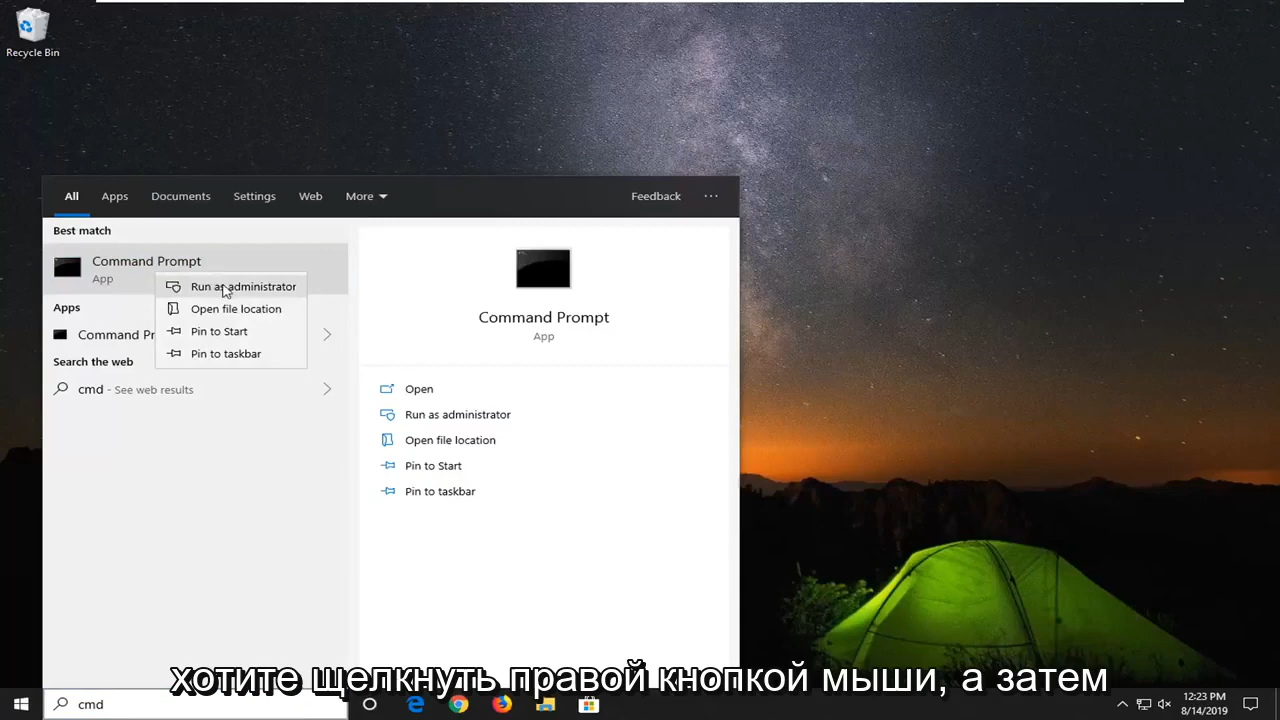 Recycle Bin
All Apps Documents Settings Web More Feedback ...
Best match
Command Prompt
App
Run as administrator
Open file location
Pin to Start
Pin to taskbar
Apps
Command Pr
Search the web
cmd - See web results
Command Prompt
App
Open
Run as administrator
Open file location
Pin to Start
Pin to taskbar
хотите щелкнуть правой кнопкой мыши, а затем
cmd
12:23 PM
8/14/2019